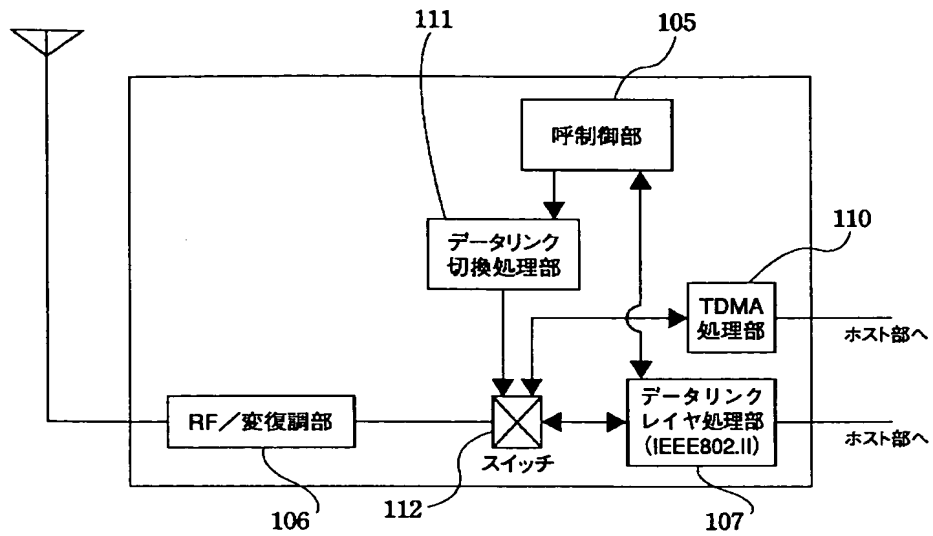 111
105
呼制御部
データリンク
切換処理部
110
TDMA
処理部
ホスト部へ
RF／変復調部
スイッチ
データリンク
レイヤ処理部
(IEEE802.II)
ホスト部へ
106
112
107